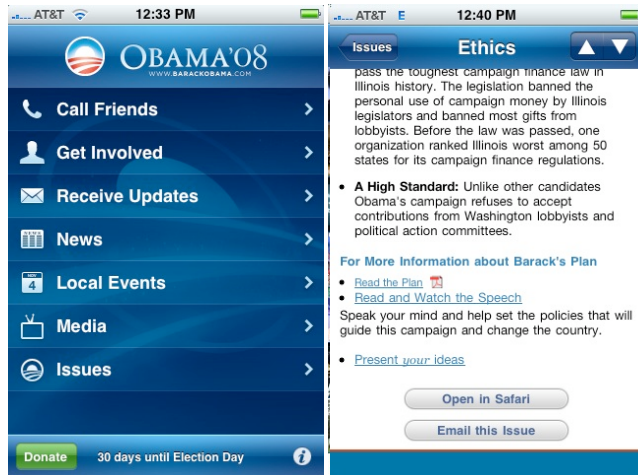 AT&T
12:33 PM
OBAMA'08
WWW.BARACKOBAMA.COM
Call Friends
Get Involved
Receive Updates
NEWS
News
NOV
4
Local Events
Media
Issues
Donate
30 days until Election Day
i
AT&T E
12:40 PM
Issues
Ethics
pass the toughest campaign finance law in
Illinois history. The legislation banned the
personal use of campaign money by Illinois
legislators and banned most gifts from
lobbyists. Before the law was passed, one
organization ranked Illinois worst among 50
states for its campaign finance regulations.
• A High Standard: Unlike other candidates
Obama's campaign refuses to accept
contributions from Washington lobbyists and
political action committees.
For More Information about Barack's Plan
• Read the Plan
• Read and Watch the Speech
Speak your mind and help set the policies that will
guide this campaign and change the country.
• Present your ideas
Open in Safari
Email this Issue